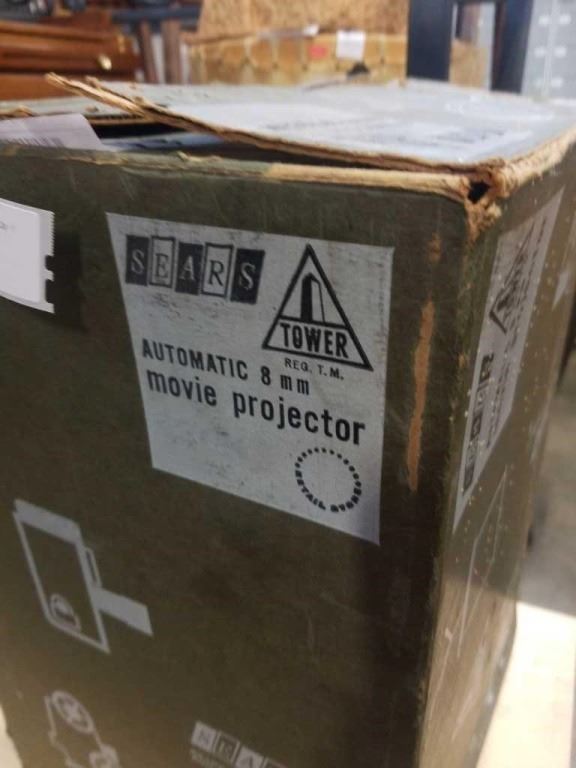 SEARS
TOWER
REG. T.M.
AUTOMATIC 8 mm
movie projector